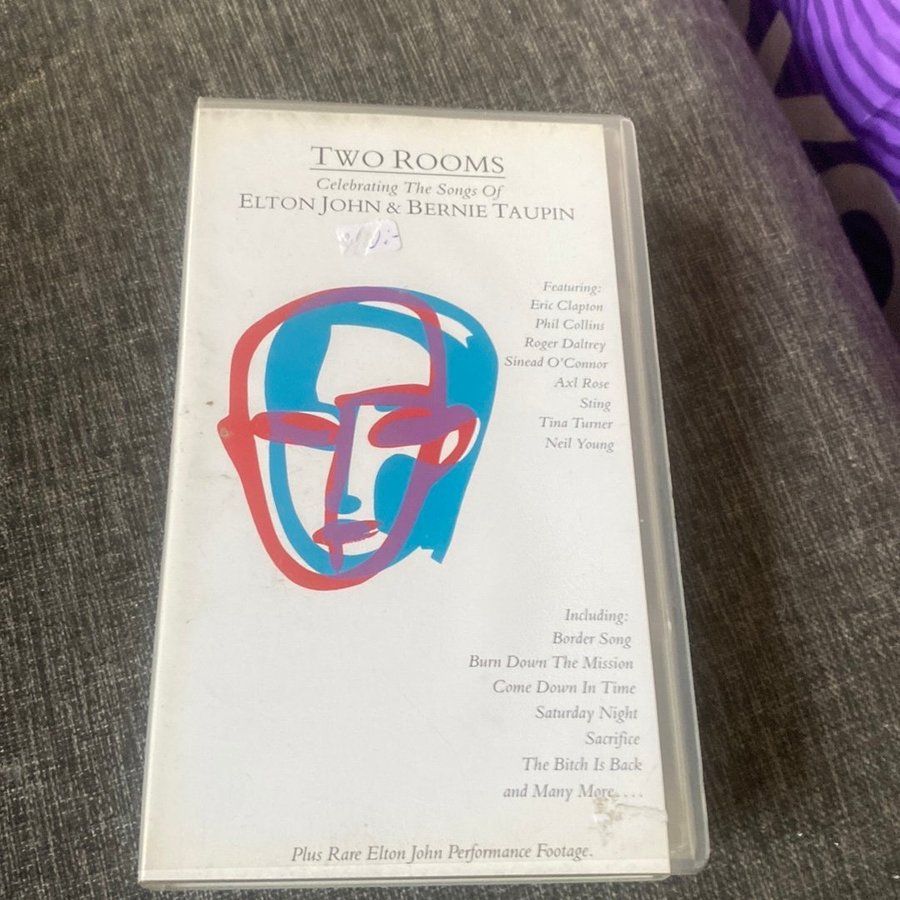 TWO ROOMS
Celebrating The Songs Of
ELTON JOHN & BERNIE TAUPIN
Featuring:
Eric Clapton
Phil Collins
Roger Daltrey
Sinead O'Connor
Axl Rose
Sting
Tina Turner
Neil Young
Including:
Border Song
Burn Down The Mission
Come Down In Time
Saturday Night
Sacrifice
The Bitch Is Back
and Many More....
Plus Rare Elton John Performance Footage.